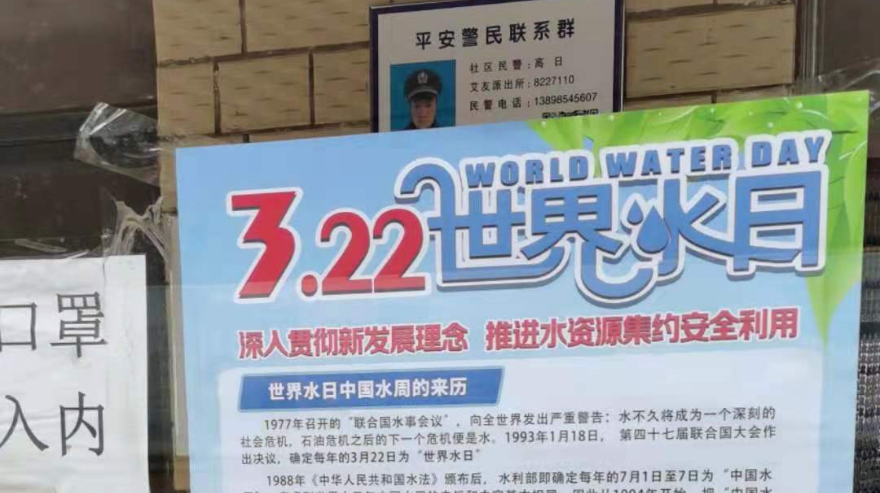 平安警民联系群
社区民警：高日
艾友派出所：8227110
民警电话：13898545607
WORLD WATER DAY
3.22世界水日
深入贯彻新发展理念 推进水资源集约安全利用
世界水日中国水周的来历
1977年召开的“联合国水事会议”，向全世界发出严重警告：水不久将成为一个深刻的
社会危机，石油危机之后的下一个危机便是水。1993年1月18日，第四十七届联合国大会作
出决议，确定每年的3月22日为“世界水日”
1988年《中华人民共和国水法》颁布后，水利部即确定每年的7月1日至7日为“中国水
口罩
入内